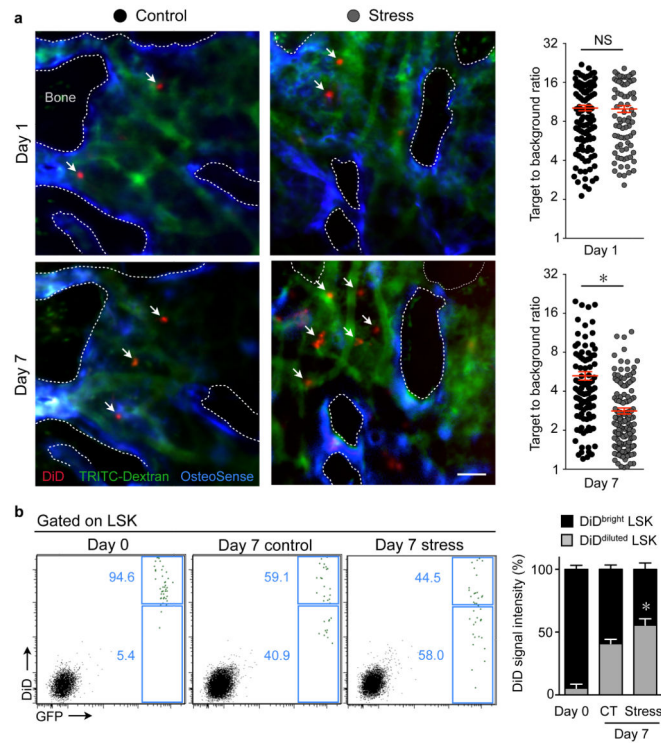 a
Control
Stress
Day 1
Bone
Day 7
DiD TRITC-Dextran OsteoSense
Target to background ratio
32
16
8
4
2
1
NS
Day 1
Target to background ratio
32
16
8
4
2
1
*
Day 7
b
Gated on LSK
Day 0
Day 7 control
Day 7 stress
94.6
5.4
59.1
40.9
44.5
58.0
DiD
GFP
DiDbright LSK
DiDdiluted LSK
DiD signal intensity (%)
100
50
0
*
Day 0 CT Stress
Day 7